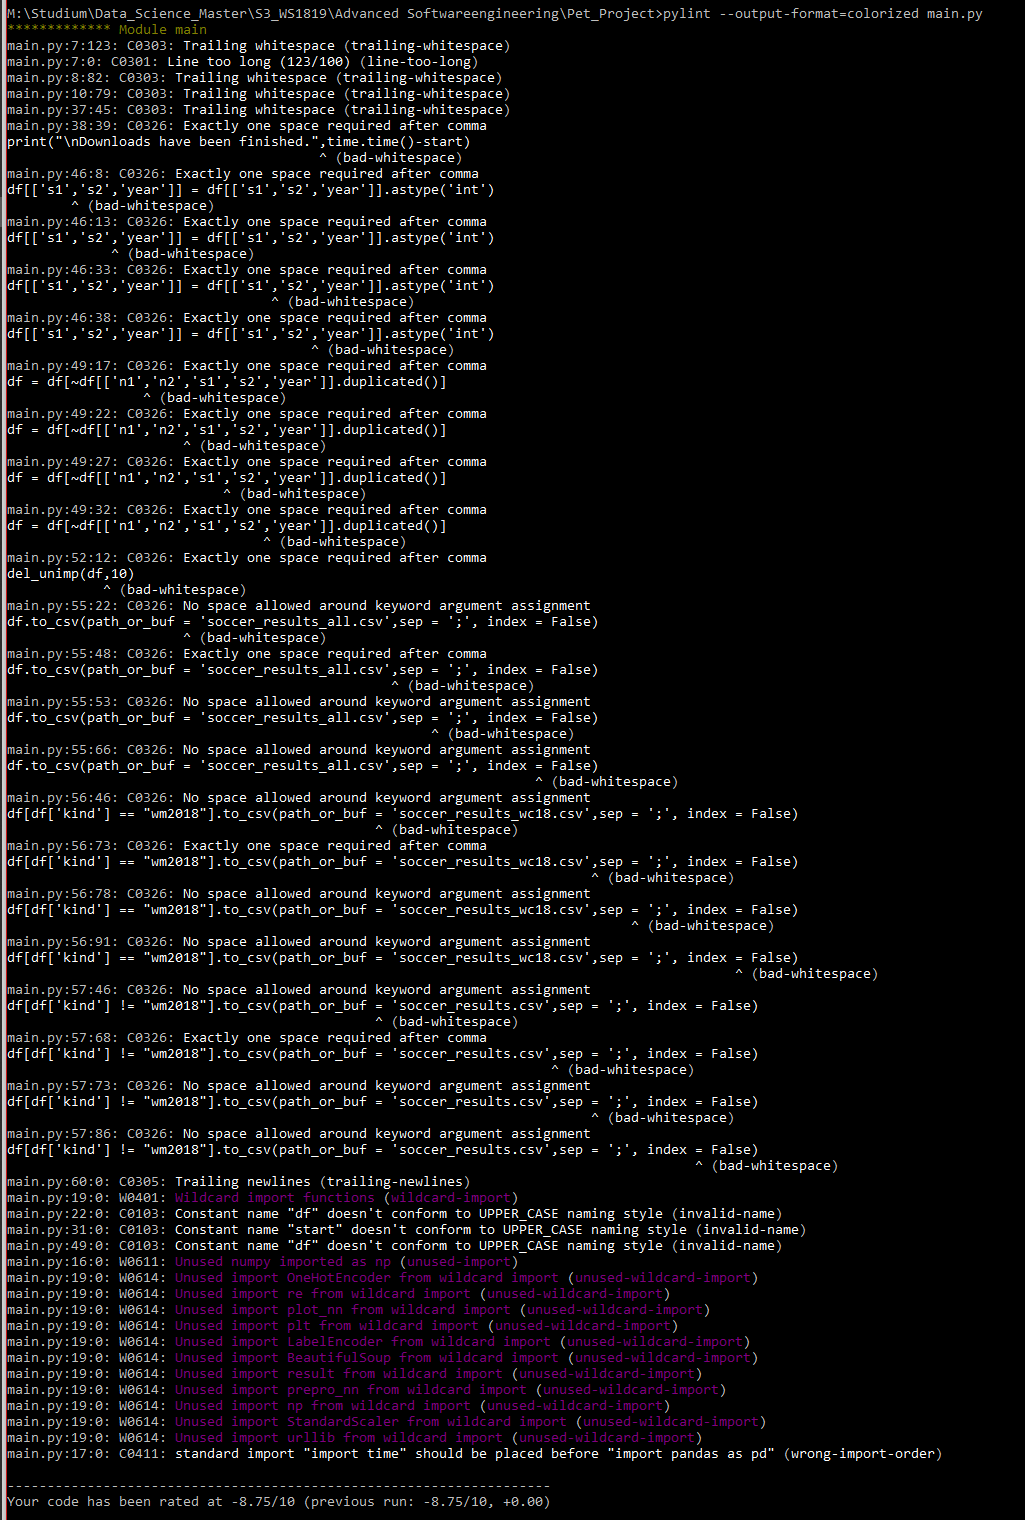 M:\Studium\Data_Science_Master\S3_WS1819\Advanced Softwareengineering\Pet_Project>pylint --output-format=colorized main.py
************* Module main
main.py:7:123: C0303: Trailing whitespace (trailing-whitespace)
main.py:7:0: C0301: Line too long (123/100) (line-too-long)
main.py:8:82: C0303: Trailing whitespace (trailing-whitespace)
main.py:10:79: C0303: Trailing whitespace (trailing-whitespace)
main.py:37:45: C0303: Trailing whitespace (trailing-whitespace)
main.py:38:39: C0326: Exactly one space required after comma
print("\nDownloads have been finished.",time.time()-start)
^ (bad-whitespace)
main.py:46:8: C0326: Exactly one space required after comma
df[['s1','s2','year']] = df[['s1','s2','year']].astype('int')
^ (bad-whitespace)
main.py:46:13: C0326: Exactly one space required after comma
df[['s1','s2','year']] = df[['s1','s2','year']].astype('int')
^ (bad-whitespace)
main.py:46:33: C0326: Exactly one space required after comma
df[['s1','s2','year']] = df[['s1','s2','year']].astype('int')
^ (bad-whitespace)
main.py:46:38: C0326: Exactly one space required after comma
df[['s1','s2','year']] = df[['s1','s2','year']].astype('int')
^ (bad-whitespace)
main.py:49:17: C0326: Exactly one space required after comma
df = df[~df[['n1','n2','s1','s2','year']].duplicated()]
^ (bad-whitespace)
main.py:49:22: C0326: Exactly one space required after comma
df = df[~df[['n1','n2','s1','s2','year']].duplicated()]
^ (bad-whitespace)
main.py:49:27: C0326: Exactly one space required after comma
df = df[~df[['n1','n2','s1','s2','year']].duplicated()]
^ (bad-whitespace)
main.py:49:32: C0326: Exactly one space required after comma
df = df[~df[['n1','n2','s1','s2','year']].duplicated()]
^ (bad-whitespace)
main.py:52:12: C0326: Exactly one space required after comma
del_unimp(df,10)
^ (bad-whitespace)
main.py:55:22: C0326: No space allowed around keyword argument assignment
df.to_csv(path_or_buf = 'soccer_results_all.csv',sep = ';', index = False)
^ (bad-whitespace)
main.py:55:48: C0326: Exactly one space required after comma
df.to_csv(path_or_buf = 'soccer_results_all.csv',sep = ';', index = False)
^ (bad-whitespace)
main.py:55:53: C0326: No space allowed around keyword argument assignment
df.to_csv(path_or_buf = 'soccer_results_all.csv',sep = ';', index = False)
^ (bad-whitespace)
main.py:55:66: C0326: No space allowed around keyword argument assignment
df.to_csv(path_or_buf = 'soccer_results_all.csv',sep = ';', index = False)
^ (bad-whitespace)
main.py:56:46: C0326: No space allowed around keyword argument assignment
df[df['kind'] == "wm2018"].to_csv(path_or_buf = 'soccer_results_wc18.csv',sep = ';', index = False)
^ (bad-whitespace)
main.py:56:73: C0326: Exactly one space required after comma
df[df['kind'] == "wm2018"].to_csv(path_or_buf = 'soccer_results_wc18.csv',sep = ';', index = False)
^ (bad-whitespace)
main.py:56:78: C0326: No space allowed around keyword argument assignment
df[df['kind'] == "wm2018"].to_csv(path_or_buf = 'soccer_results_wc18.csv',sep = ';', index = False)
^ (bad-whitespace)
main.py:56:91: C0326: No space allowed around keyword argument assignment
df[df['kind'] == "wm2018"].to_csv(path_or_buf = 'soccer_results_wc18.csv',sep = ';', index = False)
^ (bad-whitespace)
main.py:57:46: C0326: No space allowed around keyword argument assignment
df[df['kind'] != "wm2018"].to_csv(path_or_buf = 'soccer_results.csv',sep = ';', index = False)
^ (bad-whitespace)
main.py:57:68: C0326: Exactly one space required after comma
df[df['kind'] != "wm2018"].to_csv(path_or_buf = 'soccer_results.csv',sep = ';', index = False)
^ (bad-whitespace)
main.py:57:73: C0326: No space allowed around keyword argument assignment
df[df['kind'] != "wm2018"].to_csv(path_or_buf = 'soccer_results.csv',sep = ';', index = False)
^ (bad-whitespace)
main.py:57:86: C0326: No space allowed around keyword argument assignment
df[df['kind'] != "wm2018"].to_csv(path_or_buf = 'soccer_results.csv',sep = ';', index = False)
^ (bad-whitespace)
main.py:60:0: C0305: Trailing newlines (trailing-newlines)
main.py:19:0: W0401: Wildcard import functions (wildcard-import)
main.py:22:0: C0103: Constant name "df" doesn't conform to UPPER_CASE naming style (invalid-name)
main.py:31:0: C0103: Constant name "start" doesn't conform to UPPER_CASE naming style (invalid-name)
main.py:49:0: C0103: Constant name "df" doesn't conform to UPPER_CASE naming style (invalid-name)
main.py:16:0: W0611: Unused numpy imported as np (unused-import)
main.py:19:0: W0614: Unused import OneHotEncoder from wildcard import (unused-wildcard-import)
main.py:19:0: W0614: Unused import re from wildcard import (unused-wildcard-import)
main.py:19:0: W0614: Unused import plot_nn from wildcard import (unused-wildcard-import)
main.py:19:0: W0614: Unused import plt from wildcard import (unused-wildcard-import)
main.py:19:0: W0614: Unused import LabelEncoder from wildcard import (unused-wildcard-import)
main.py:19:0: W0614: Unused import BeautifulSoup from wildcard import (unused-wildcard-import)
main.py:19:0: W0614: Unused import result from wildcard import (unused-wildcard-import)
main.py:19:0: W0614: Unused import prepro_nn from wildcard import (unused-wildcard-import)
main.py:19:0: W0614: Unused import np from wildcard import (unused-wildcard-import)
main.py:19:0: W0614: Unused import StandardScaler from wildcard import (unused-wildcard-import)
main.py:19:0: W0614: Unused import urllib from wildcard import (unused-wildcard-import)
main.py:17:0: C0411: standard import "import time" should be placed before "import pandas as pd" (wrong-import-order)
--------------------------------------------------------------------
Your code has been rated at -8.75/10 (previous run: -8.75/10, +0.00)